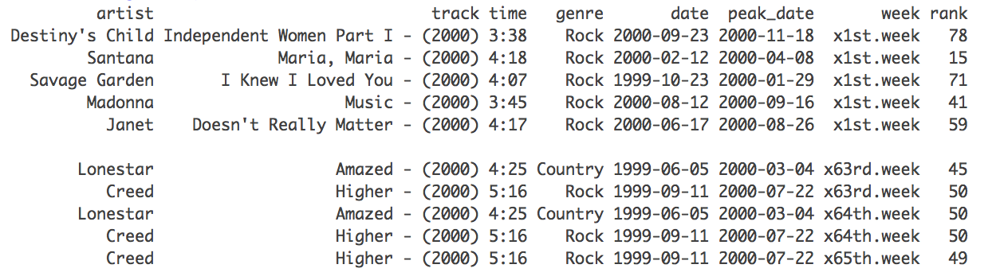 artist track time genre date peak_date week rank
Destiny's Child Independent Women Part I - (2000) 3:38 Rock 2000-09-23 2000-11-18 x1st.week 78
Santana Maria, Maria - (2000) 4:18 Rock 2000-02-12 2000-04-08 x1st.week 15
Savage Garden I Knew I Loved You - (2000) 4:07 Rock 1999-10-23 2000-01-29 x1st.week 71
Madonna Music - (2000) 3:45 Rock 2000-08-12 2000-09-16 x1st.week 41
Janet Doesn't Really Matter - (2000) 4:17 Rock 2000-06-17 2000-08-26 x1st.week 59
Lonestar Amazed - (2000) 4:25 Country 1999-06-05 2000-03-04 x63rd.week 45
Creed Higher - (2000) 5:16 Rock 1999-09-11 2000-07-22 x63rd.week 50
Lonestar Amazed - (2000) 4:25 Country 1999-06-05 2000-03-04 x64th.week 50
Creed Higher - (2000) 5:16 Rock 1999-09-11 2000-07-22 x64th.week 50
Creed Higher - (2000) 5:16 Rock 1999-09-11 2000-07-22 x65th.week 49